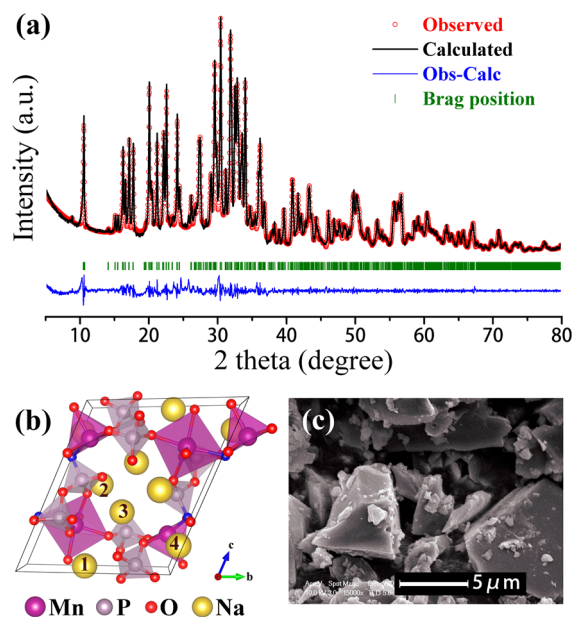 (a)
Observed
Calculated
Obs-Calc
Brag position
Intensity (a.u.)
10 20 30 40 50 60 70 80
2 theta (degree)
(b)
2
3
1
4
c
b
Mn P O Na
(c)
5 μm